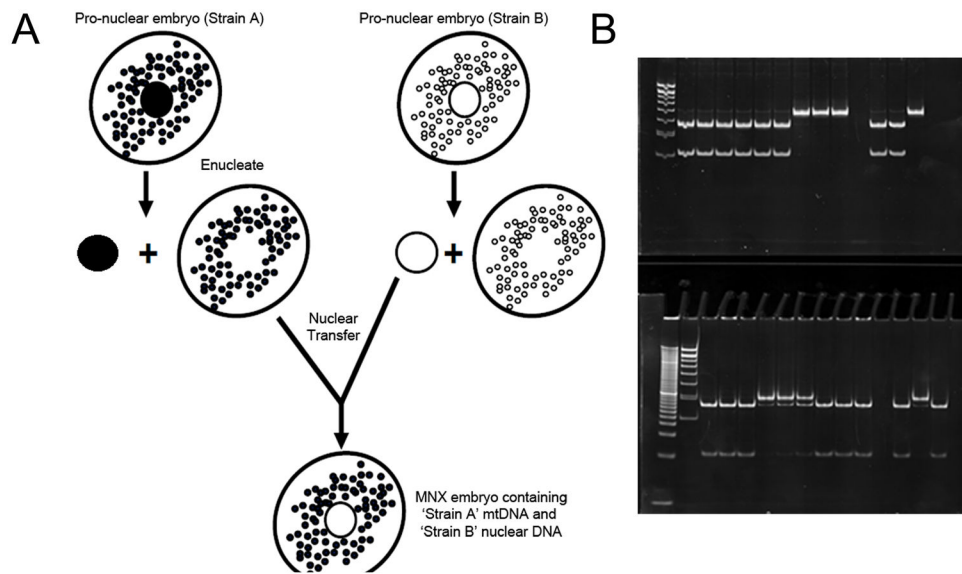 A
Pro-nuclear embryo (Strain A)
Pro-nuclear embryo (Strain B)
B
Enucleate
+
+
Nuclear
Transfer
MNX embryo containing
'Strain A' mtDNA and
'Strain B' nuclear DNA